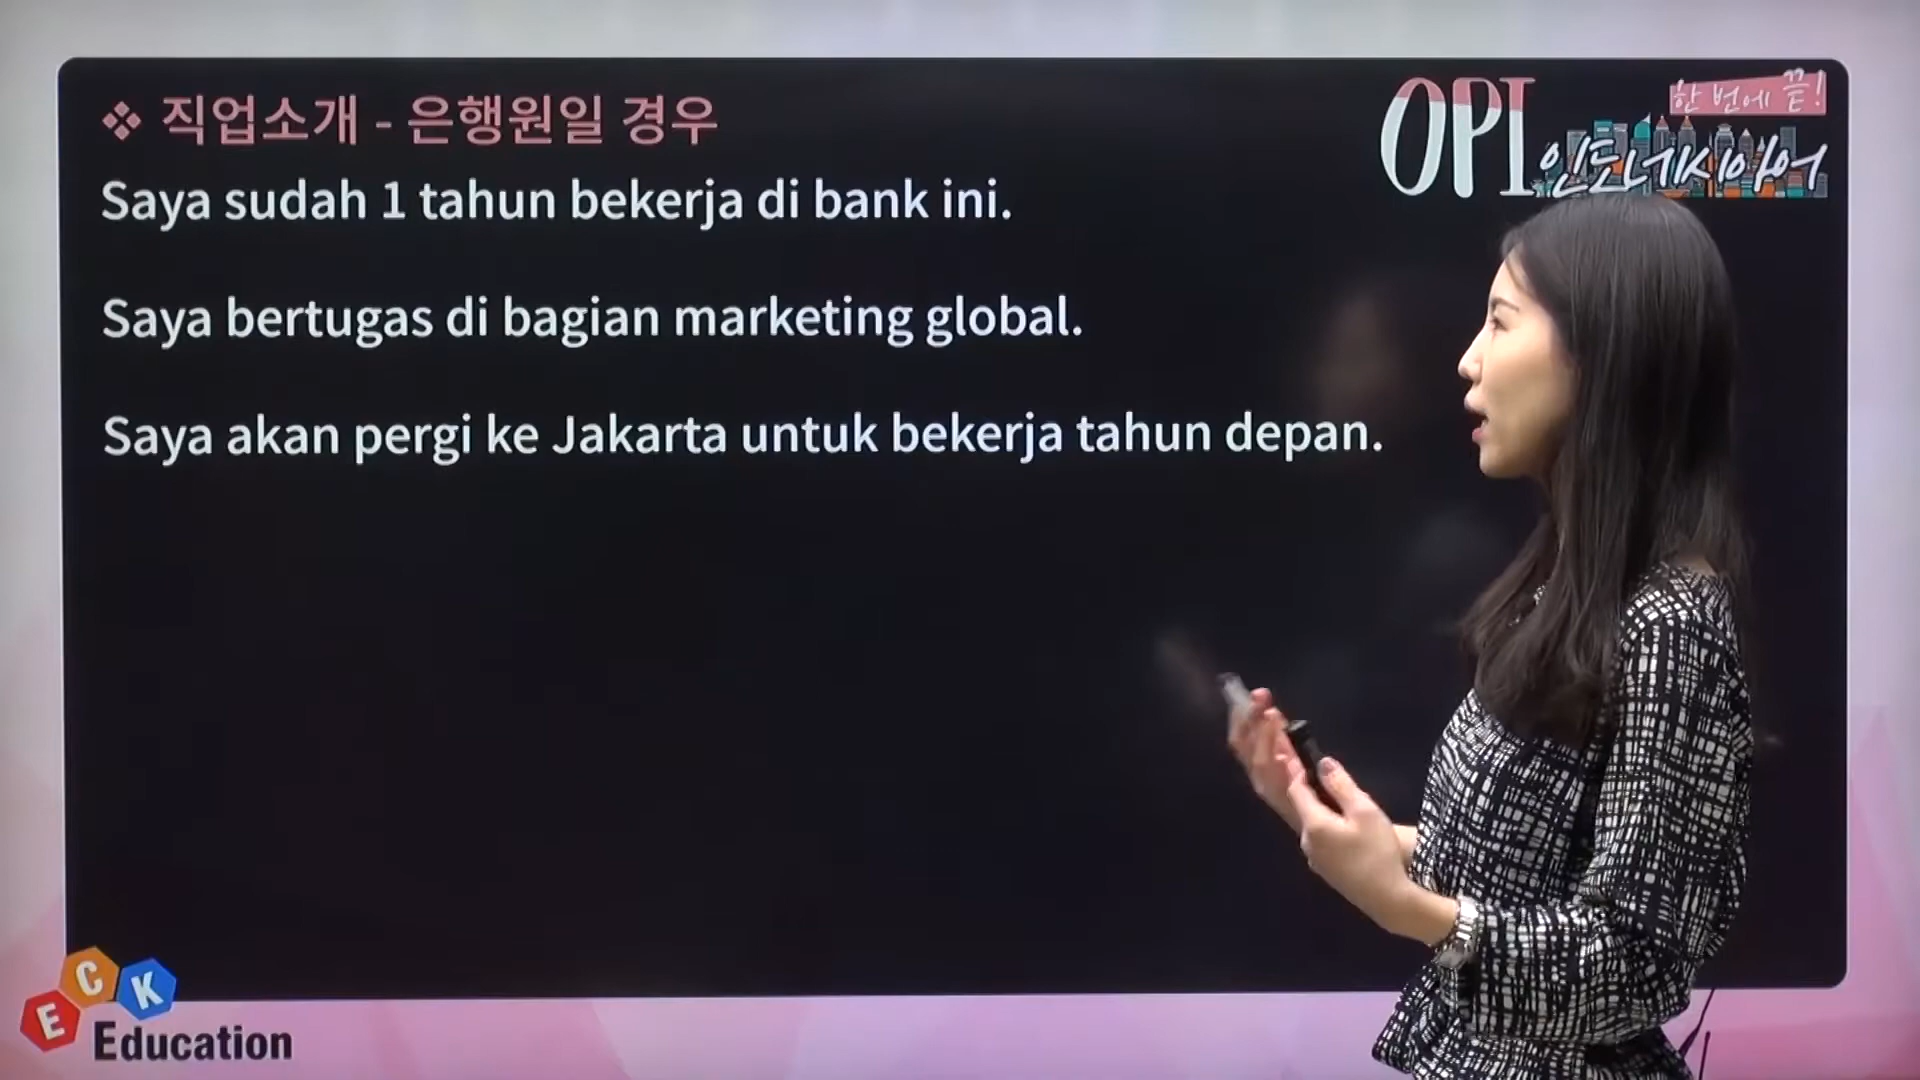 ❖ 직업소개 - 은행원일 경우
Saya sudah 1 tahun bekerja di bank ini.
Saya bertugas di bagian marketing global.
Saya akan pergi ke Jakarta untuk bekerja tahun depan.
한 번에 끝!
OPI 인도네시아어
ECK
Education